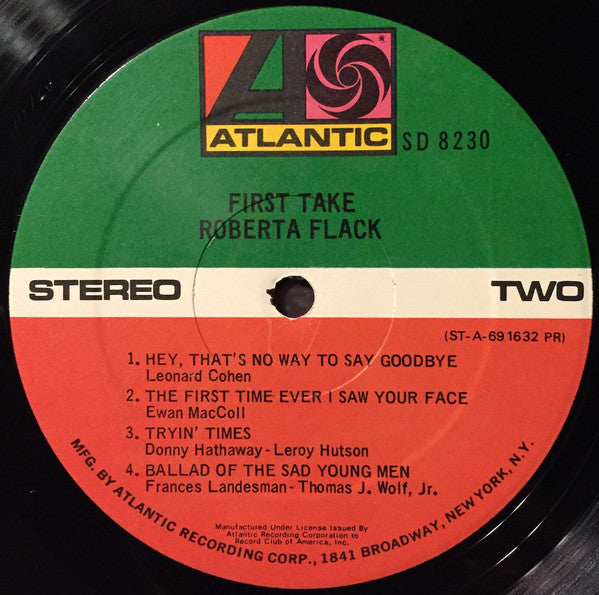 ATLANTIC
SD 8230
FIRST TAKE
ROBERTA FLACK
STEREO
TWO
(ST-A-691632 PR)
1. HEY, THAT'S NO WAY TO SAY GOODBYE
Leonard Cohen
2. THE FIRST TIME EVER I SAW YOUR FACE
Ewan MacColl
3. TRYIN' TIMES
Donny Hathaway - Leroy Hutson
4. BALLAD OF THE SAD YOUNG MEN
Frances Landesman - Thomas J. Wolf, Jr.
Manufactured Under License Issued By
Atlantic Recording Corporation to
Record Club of America, Inc.
MFG. BY ATLANTIC RECORDING CORP., 1841 BROADWAY, NEW YORK, N.Y.